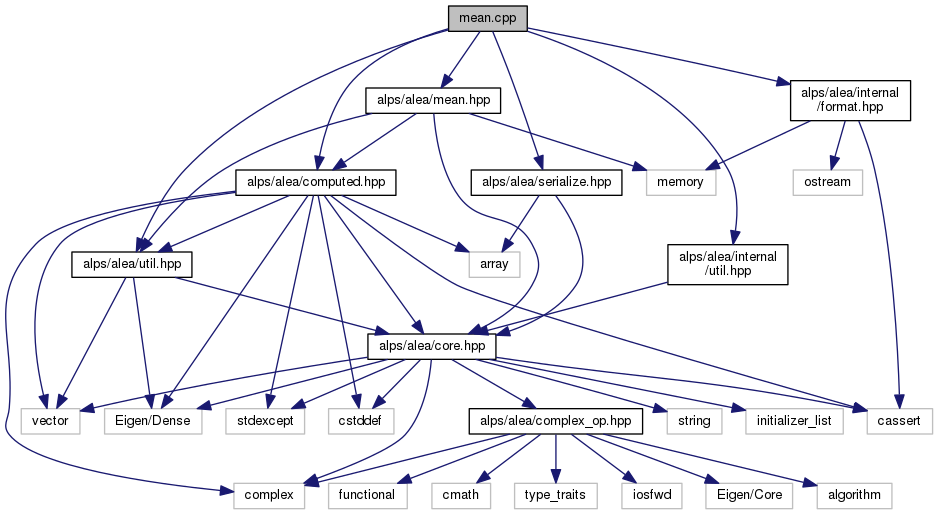 mean.cpp
alps/alea/mean.hpp
alps/alea/internal
/format.hpp
alps/alea/computed.hpp
alps/alea/serialize.hpp
memory
ostream
alps/alea/util.hpp
array
alps/alea/internal
/util.hpp
alps/alea/core.hpp
vector
Eigen/Dense
stdexcept
cstddef
alps/alea/complex_op.hpp
string
initializer_list
cassert
complex
functional
cmath
type_traits
iosfwd
Eigen/Core
algorithm